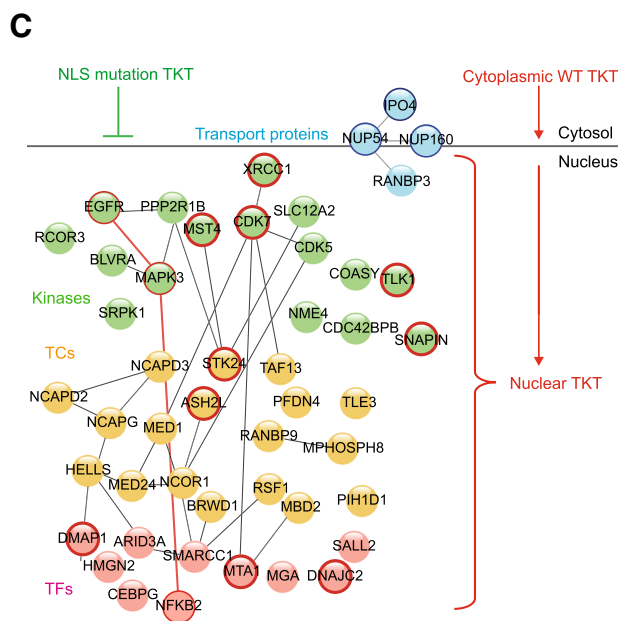 C
NLS mutation TKT
Cytoplasmic WT TKT
IPO4
Transport proteins
NUP54
NUP160
Cytosol
Nucleus
XRCC1
RANBP3
EGFR
PPP2R1B
SLC12A2
MST4
CDK7
RCOR3
CDK5
BLVRA
MAPK3
COASY
TLK1
Kinases
SRPK1
NME4
CDC42BPB
SNAPIN
TCs
NCAPD3
STK24
TAF13
Nuclear TKT
NCAPD2
ASH2L
PFDN4
TLE3
NCAPG
MED1
RANBP9
MPHOSPH8
HELLS
MED24
NCOR1
RSF1
BRWD1
MBD2
PIH1D1
DMAP1
ARID3A
SMARCC1
SALL2
HMGN2
MTA1
MGA
DNAJC2
TFs
CEBPG
NFKB2